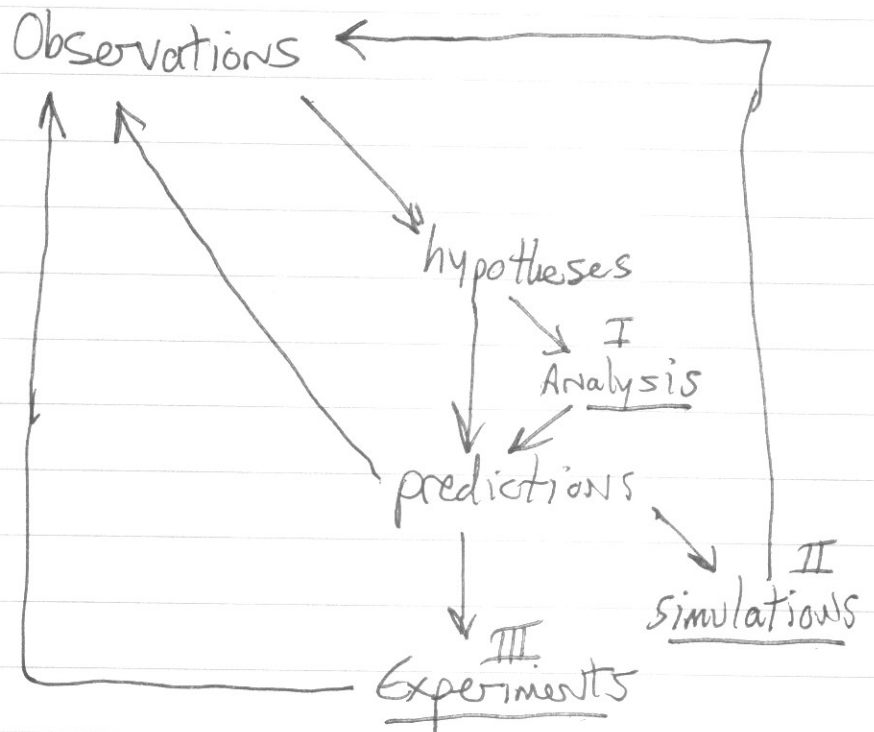 Observations
hypotheses
I
Analysis
predictions
II
simulations
III
Experiments